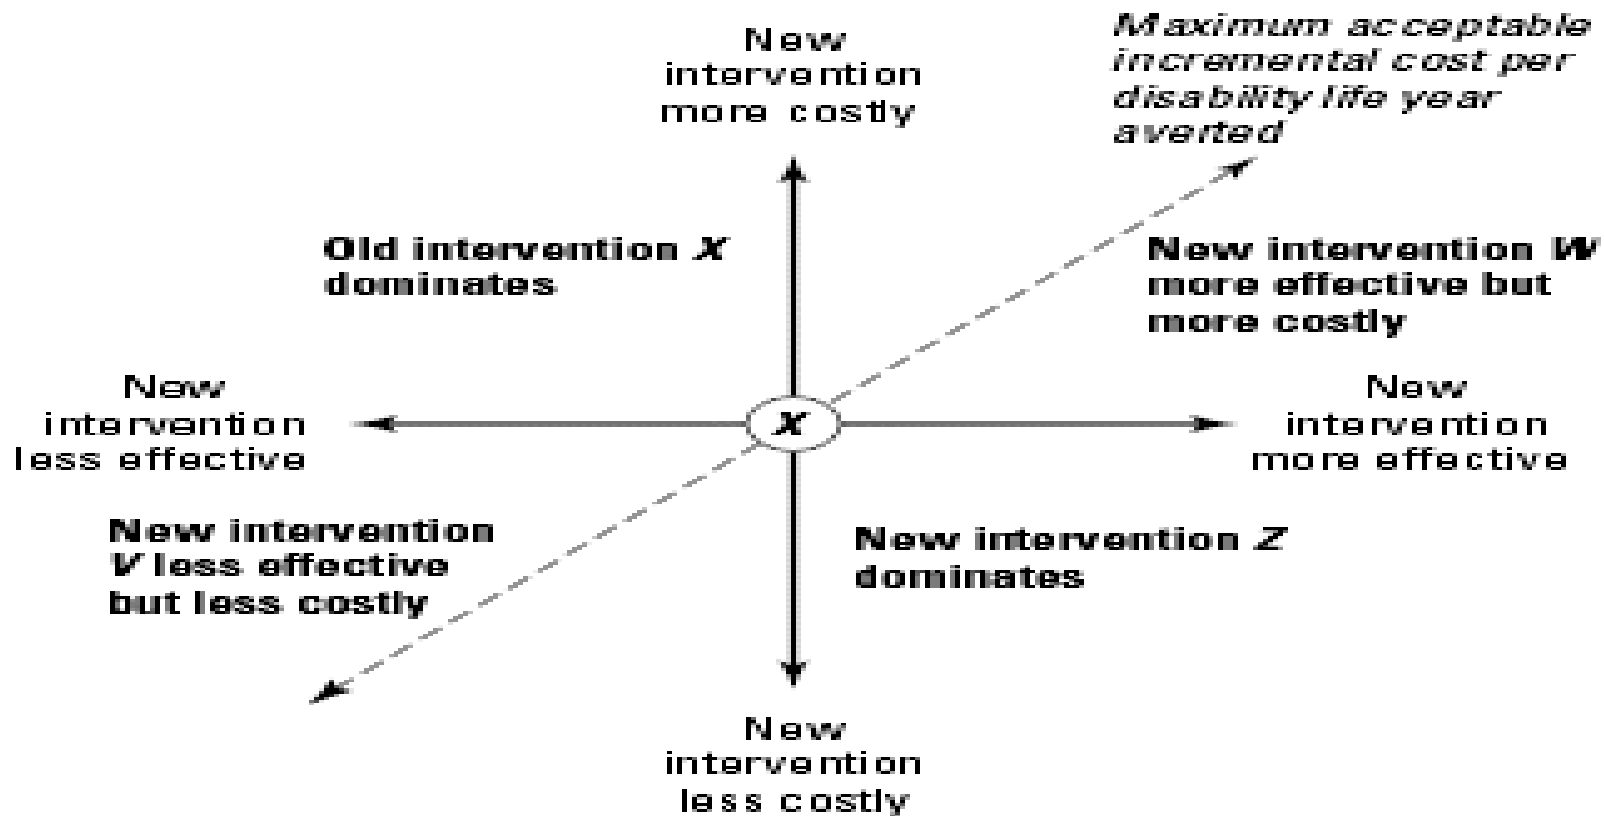 New
intervention
more costly
Maximum acceptable
incremental cost per
disability life year
averted
Old intervention X
dominates
New intervention W
more effective but
more costly
New
intervention
less effective
X
New
intervention
more effective
New intervention
V less effective
but less costly
New intervention Z
dominates
New
intervention
less costly